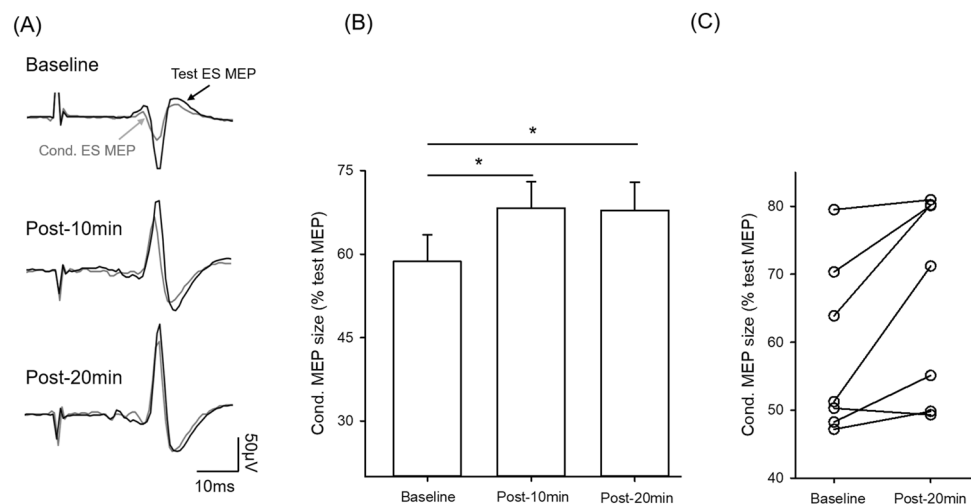 (A)
Baseline
Test ES MEP
Cond. ES MEP
Post-10min
Post-20min
50μV
10ms
(B)
*
*
Cond. MEP size (% test MEP)
75
60
45
30
Baseline
Post-10min
Post-20min
(C)
Cond. MEP size (% test MEP)
80
70
60
50
40
Baseline
Post-20min